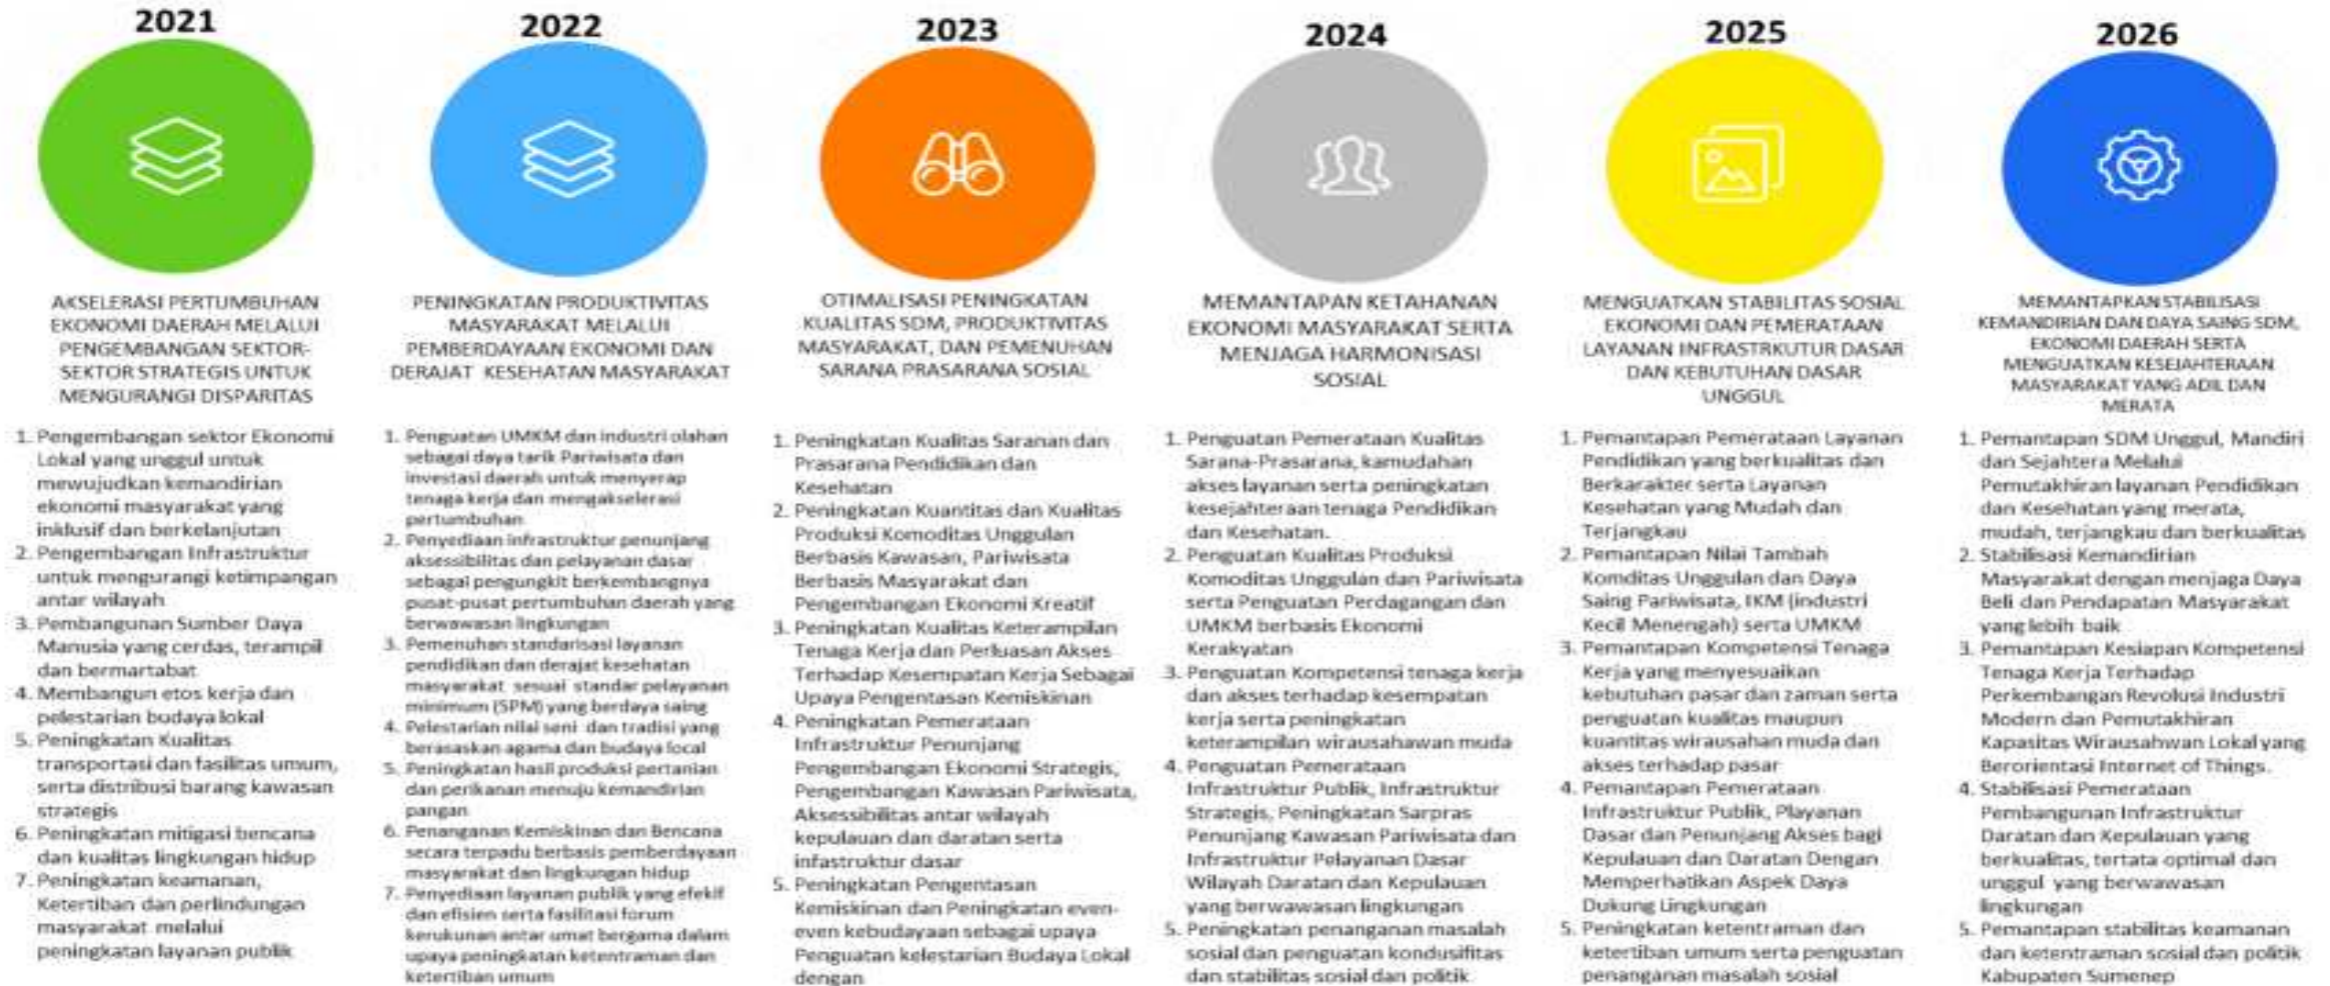 2021
AKSELERASI PERTUMBUHAN
EKONOMI DAERAH MELALUI
PENGEMBANGAN SEKTOR-
SEKTOR STRATEGIS UNTUK
MENGURANGI DISPARITAS
1. Pengembangan sektor Ekonomi
Lokal yang unggul untuk
mewujudkan kemandirian
ekonomi masyarakat yang
inklusif dan berkelanjutan
2. Pengembangan Infrastruktur
untuk mengurangi ketimpangan
antar wilayah
3. Pembangunan Sumber Daya
Manusia yang cerdas, terampil
dan bermartabat
4. Membangun etos kerja dan
pelestarian budaya lokal
5. Peningkatan Kualitas
transportasi dan fasilitas umum,
serta distribusi barang kawasan
strategis
6. Peningkatan mitigasi bencana
dan kualitas lingkungan hidup
7. Peningkatan keamanan,
Ketertiban dan perlindungan
masyarakat melalui
peningkatan layanan publik
2022
PENINGKATAN PRODUKTIVITAS
MASYARAKAT MELALUI
PEMBERDAYAAN EKONOMI DAN
DERAJAT KESEHATAN MASYARAKAT
1. Penguatan UMKM dan industri olahan
sebagai daya tarik Pariwisata dan
investasi daerah untuk menyerap
tenaga kerja dan mengakselerasi
pertumbuhan
2. Penyediaan infrastruktur penunjang
aksessibilitas dan pelayanan dasar
sebagai pengungkit berkembangnya
pusat-pusat pertumbuhan daerah yang
berwawasan lingkungan
3. Pemenuhan standarisasi layanan
pendidikan dan derajat kesehatan
masyarakat sesuai standar pelayanan
minimum (SPM) yang berdaya saing
4. Pelestarian nilai seni dan tradisi yang
berasaskan agama dan budaya local
5. Peningkatan hasil produksi pertanian
dan perikanan menuju kemandirian
pangan
6. Penanganan Kemiskinan dan Bencana
secara terpadu berbasis pemberdayaan
masyarakat dan lingkungan hidup
7. Penyediaan layanan publik yang efekif
dan efisien serta fasilitasi forum
kerukunan antar umat bergama dalam
upaya peningkatan ketentraman dan
ketertiban umum
2023
OTIMALISASI PENINGKATAN
KUALITAS SDM, PRODUKTIVITAS
MASYARAKAT, DAN PEMENUHAN
SARANA PRASARANA SOSIAL
1. Peningkatan Kualitas Saranan dan
Prasarana Pendidikan dan
Kesehatan
2. Peningkatan Kuantitas dan Kualitas
Produksi Komoditas Unggulan
Berbasis Kawasan, Pariwisata
Berbasis Masyarakat dan
Pengembangan Ekonomi Kreatif
3. Peningkatan Kualitas Keterampilan
Tenaga Kerja dan Perluasan Akses
Terhadap Kesempatan Kerja Sebagai
Upaya Pengentasan Kemiskinan
4. Peningkatan Pemerataan
Infrastruktur Penunjang
Pengembangan Ekonomi Strategis,
Pengembangan Kawasan Pariwisata,
Aksessibilitas antar wilayah
kepulauan dan daratan serta
infastruktur dasar
5. Peningkatan Pengentasan
Kemiskinan dan Peningkatan even-
even kebudayaan sebagai upaya
Penguatan kelestarian Budaya Lokal
dengan
2024
MEMANTAPAN KETAHANAN
EKONOMI MASYARAKAT SERTA
MENJAGA HARMONISASI
SOSIAL
1. Penguatan Pemerataan Kualitas
Sarana-Prasarana, kamudahan
akses layanan serta peningkatan
kesejahteraan tenaga Pendidikan
dan Kesehatan.
2. Penguatan Kualitas Produksi
Komoditas Unggulan dan Pariwisata
serta Penguatan Perdagangan dan
UMKM berbasis Ekonomi
Kerakyatan
3. Penguatan Kompetensi tenaga kerja
dan akses terhadap kesempatan
kerja serta peningkatan
keterampilan wirausahawan muda
4. Penguatan Pemerataan
Infrastruktur Publik, Infrastruktur
Strategis, Peningkatan Sarpras
Penunjang Kawasan Pariwisata dan
Infrastruktur Pelayanan Dasar
Wilayah Daratan dan Kepulauan
yang berwawasan lingkungan
5. Peningkatan penanganan masalah
sosial dan penguatan kondusifitas
dan stabilitas sosial dan politik
2025
MENGUATKAN STABILITAS SOSIAL
EKONOMI DAN PEMERATAAN
LAYANAN INFRASTRKUTUR DASAR
DAN KEBUTUHAN DASAR
UNGGUL
1. Pemantapan Pemerataan Layanan
Pendidikan yang berkualitas dan
Berkarakter serta Layanan
Kesehatan yang Mudah dan
Terjangkau
2. Pemantapan Nilai Tambah
Komditas Unggulan dan Daya
Saing Pariwisata, IKM (industri
Kecil Menengah) serta UMKM
3. Pemantapan Kompetensi Tenaga
Kerja yang menyesuaikan
kebutuhan pasar dan zaman serta
penguatan kualitas maupun
kuantitas wirausahan muda dan
akses terhadap pasar
4. Pemantapan Pemerataan
Infrastruktur Publik, Playanan
Dasar dan Penunjang Akses bagi
Kepulauan dan Daratan Dengan
Memperhatikan Aspek Daya
Dukung Lingkungan
5. Peningkatan ketentraman dan
ketertiban umum serta penguatan
penanganan masalah sosial
2026
MEMANTAPKAN STABILISASI
KEMANDIRIAN DAN DAYA SAING SDM,
EKONOMI DAERAH SERTA
MENGUATKAN KESEJAHTERAAN
MASYARAKAT YANG ADIL DAN
MERATA
1. Pemantapan SDM Unggul, Mandiri
dan Sejahtera Melalui
Pemutakhiran layanan Pendidikan
dan Kesehatan yang merata,
mudah, terjangkau dan berkualitas
2. Stabilisasi Kemandirian
Masyarakat dengan menjaga Daya
Beli dan Pendapatan Masyarakat
yang lebih baik
3. Pemantapan Kesiapan Kompetensi
Tenaga Kerja Terhadap
Perkembangan Revolusi Industri
Modern dan Pemutakhiran
Kapasitas Wirausahwan Lokal yang
Berorientasi Internet of Things.
4. Stabilisasi Pemerataan
Pembangunan Infrastruktur
Daratan dan Kepulauan yang
berkualitas, tertata optimal dan
unggul yang berwawasan
lingkungan
5. Pemantapan stabilitas keamanan
dan ketentraman sosial dan politik
Kabupaten Sumenep